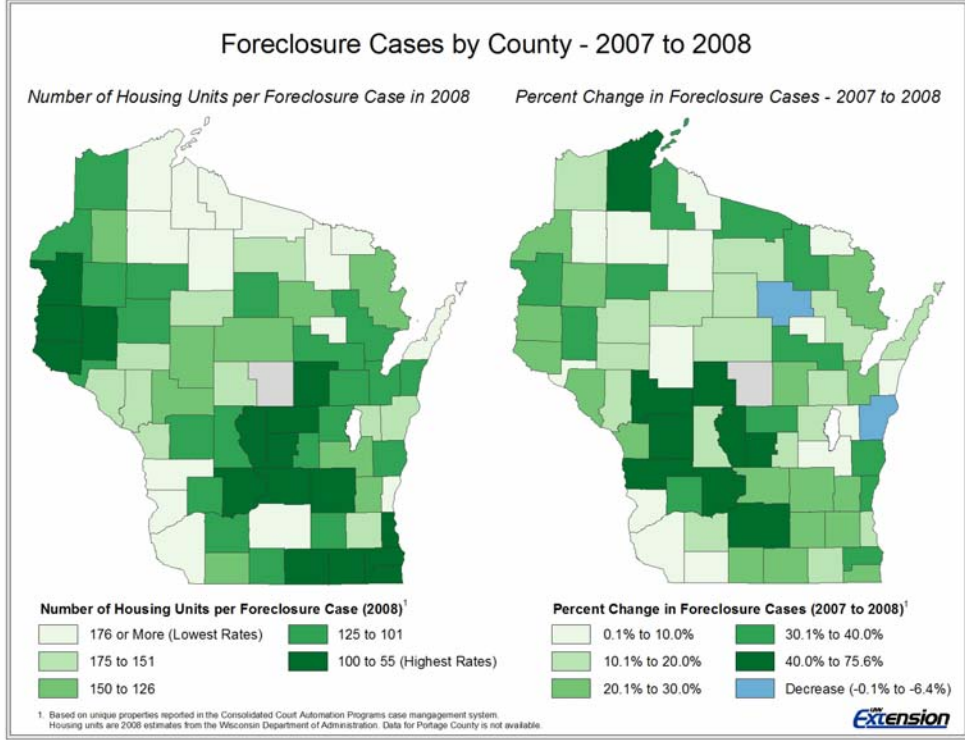 Foreclosure Cases by County - 2007 to 2008
Number of Housing Units per Foreclosure Case in 2008
Percent Change in Foreclosure Cases - 2007 to 2008
Number of Housing Units per Foreclosure Case (2008)¹
176 or More (Lowest Rates)
175 to 151
150 to 126
125 to 101
100 to 55 (Highest Rates)
Percent Change in Foreclosure Cases (2007 to 2008)¹
0.1% to 10.0%
10.1% to 20.0%
20.1% to 30.0%
30.1% to 40.0%
40.0% to 75.6%
Decrease (-0.1% to -6.4%)
1. Based on unique properties reported in the Consolidated Court Automation Programs case management system.
Housing units are 2008 estimates from the Wisconsin Department of Administration. Data for Portage County is not available.
UW
Extension